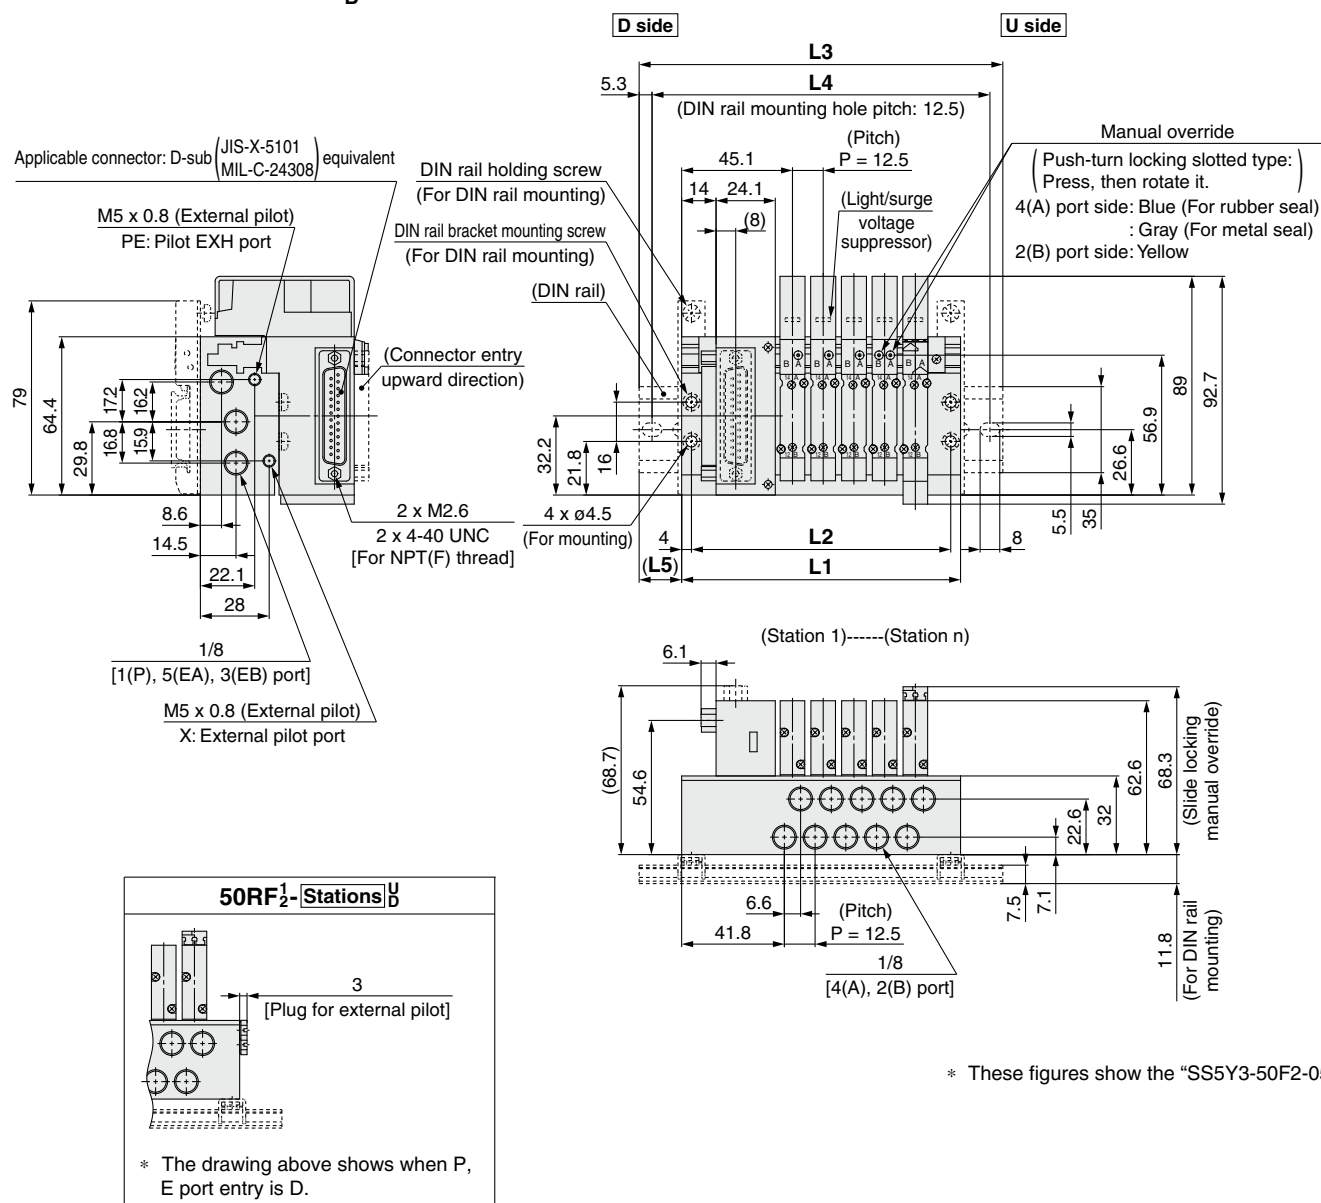 B
D side
U side
L3
5.3
L4
(DIN rail mounting hole pitch: 12.5)
(Pitch)
45.1
P = 12.5
14
24.1
(8)
(Light/surge
voltage
suppressor)
Manual override
(Push-turn locking slotted type:
Press, then rotate it.)
4(A) port side: Blue (For rubber seal)
: Gray (For metal seal)
2(B) port side: Yellow
Applicable connector: D-sub (JIS-X-5101
MIL-C-24308) equivalent
M5 x 0.8 (External pilot)
PE: Pilot EXH port
DIN rail holding screw
(For DIN rail mounting)
DIN rail bracket mounting screw
(For DIN rail mounting)
(DIN rail)
(Connector entry
upward direction)
79
64.4
29.8
17.2
16.2
16.8
15.9
8.6
14.5
22.1
28
2 x M2.6
2 x 4-40 UNC
[For NPT(F) thread]
1/8
[1(P), 5(EA), 3(EB) port]
M5 x 0.8 (External pilot)
X: External pilot port
32.2
21.8
16
4 x ø4.5
(For mounting)
B A B A B A B A B A
4
L2
(L5)
L1
8
5.5
35
26.6
56.9
89
92.7
(Station 1)------(Station n)
6.1
(68.7)
54.6
6.6
(Pitch)
41.8
P = 12.5
1/8
[4(A), 2(B) port]
22.6
32
62.6
68.3
(Slide locking
manual override)
7.5
7.1
11.8
(For DIN rail
mounting)
50RF1/2-Stations U/D
3
[Plug for external pilot]
* The drawing above shows when P,
E port entry is D.
* These figures show the “SS5Y3-50F2-05